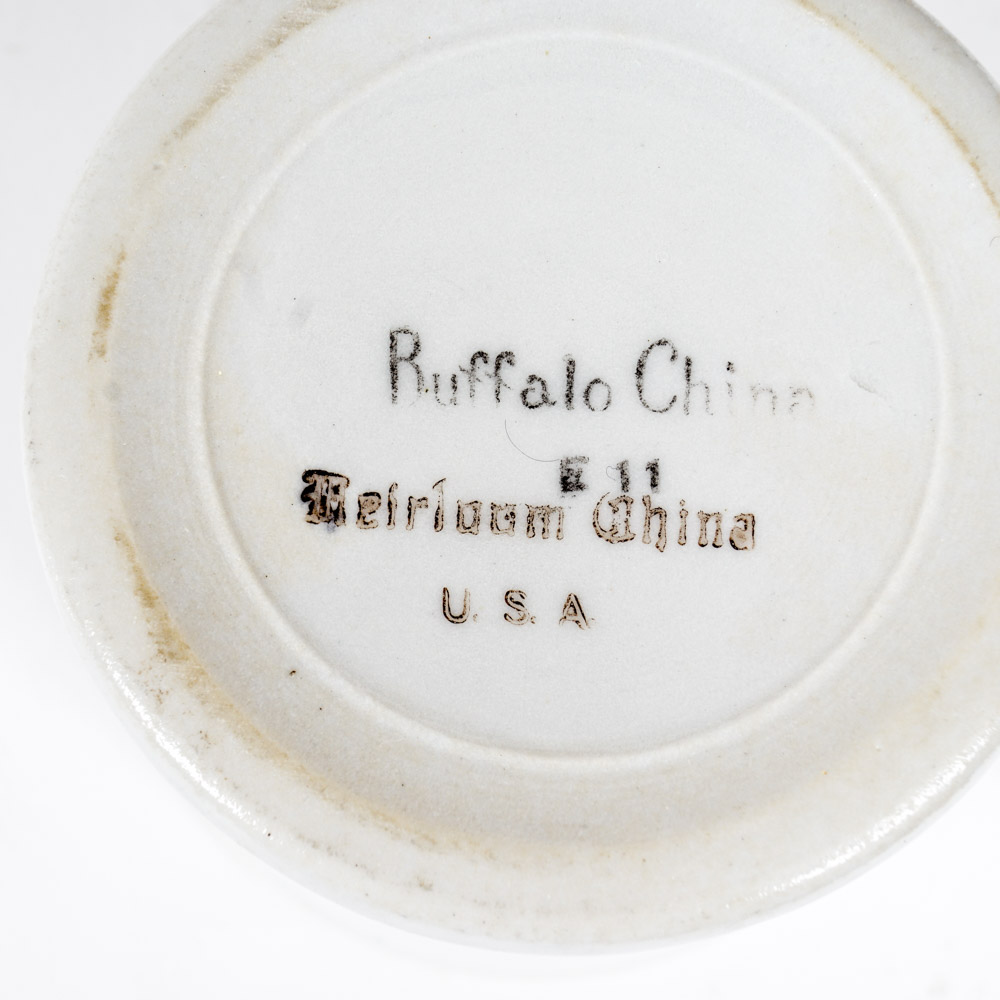 Buffalo China
E 11
Heirloom China
U. S. A.